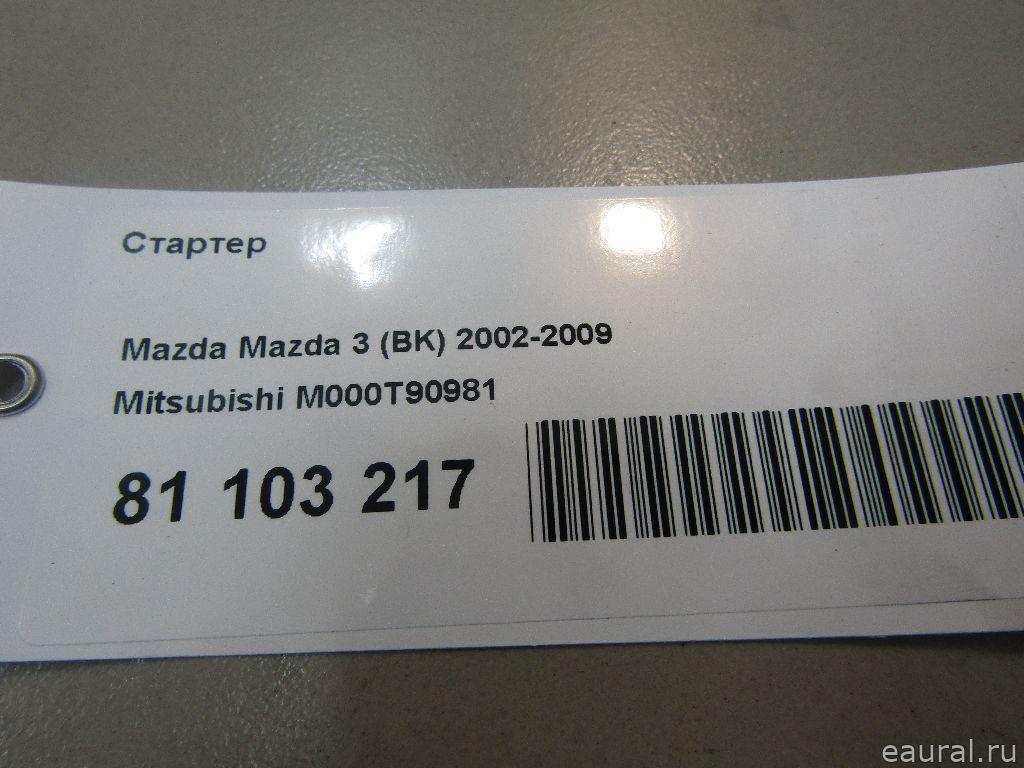 Стартер
Mazda Mazda 3 (BK) 2002-2009
Mitsubishi M000T90981
81 103 217
eaural.ru